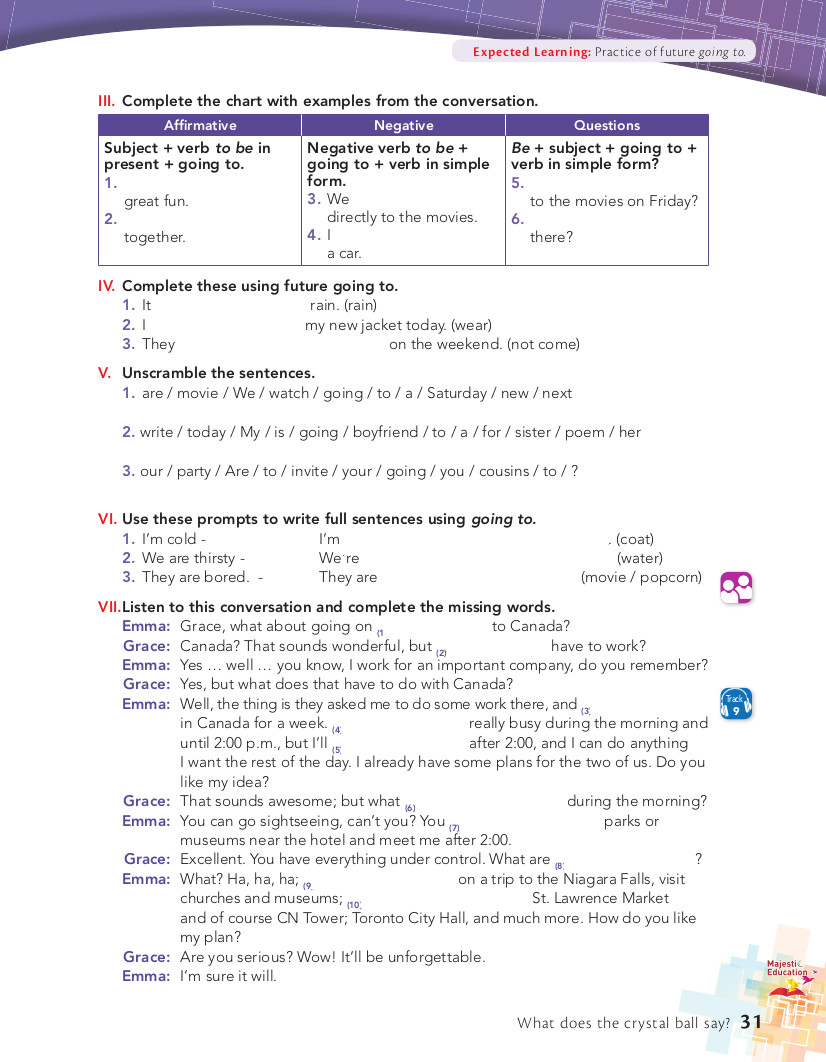 Expected Learning: Practice of future going to.
III. Complete the chart with examples from the conversation.
Affirmative Negative Questions
Subject + verb to be in
present + going to.
1.
great fun.
2.
together.
Negative verb to be +
going to + verb in simple
form.
3. We
directly to the movies.
4. I
a car.
Be + subject + going to +
verb in simple form?
5.
to the movies on Friday?
6.
there?
IV. Complete these using future going to.
1. It rain. (rain)
2. I my new jacket today. (wear)
3. They on the weekend. (not come)
V. Unscramble the sentences.
1. are / movie / We / watch / going / to / a / Saturday / new / next
2. write / today / My / is / going / boyfriend / to / a / for / sister / poem / her
3. our / party / Are / to / invite / your / going / you / cousins / to / ?
VI. Use these prompts to write full sentences using going to.
1. I'm cold - I'm . (coat)
2. We are thirsty - We're (water)
3. They are bored. - They are (movie / popcorn)
VII. Listen to this conversation and complete the missing words.
Emma: Grace, what about going on (1 to Canada?
Grace: Canada? That sounds wonderful, but (2) have to work?
Emma: Yes … well … you know, I work for an important company, do you remember?
Grace: Yes, but what does that have to do with Canada?
Emma: Well, the thing is they asked me to do some work there, and (3)
in Canada for a week. (4) really busy during the morning and
until 2:00 p.m., but I'll (5) after 2:00, and I can do anything
I want the rest of the day. I already have some plans for the two of us. Do you
like my idea?
Grace: That sounds awesome; but what (6) during the morning?
Emma: You can go sightseeing, can't you? You (7) parks or
museums near the hotel and meet me after 2:00.
Grace: Excellent. You have everything under control. What are (8) ?
Emma: What? Ha, ha, ha; (9) on a trip to the Niagara Falls, visit
churches and museums; (10) St. Lawrence Market
and of course CN Tower; Toronto City Hall, and much more. How do you like
my plan?
Grace: Are you serious? Wow! It'll be unforgettable.
Emma: I'm sure it will.
Track
9
Majestic
Education
What does the crystal ball say? 31